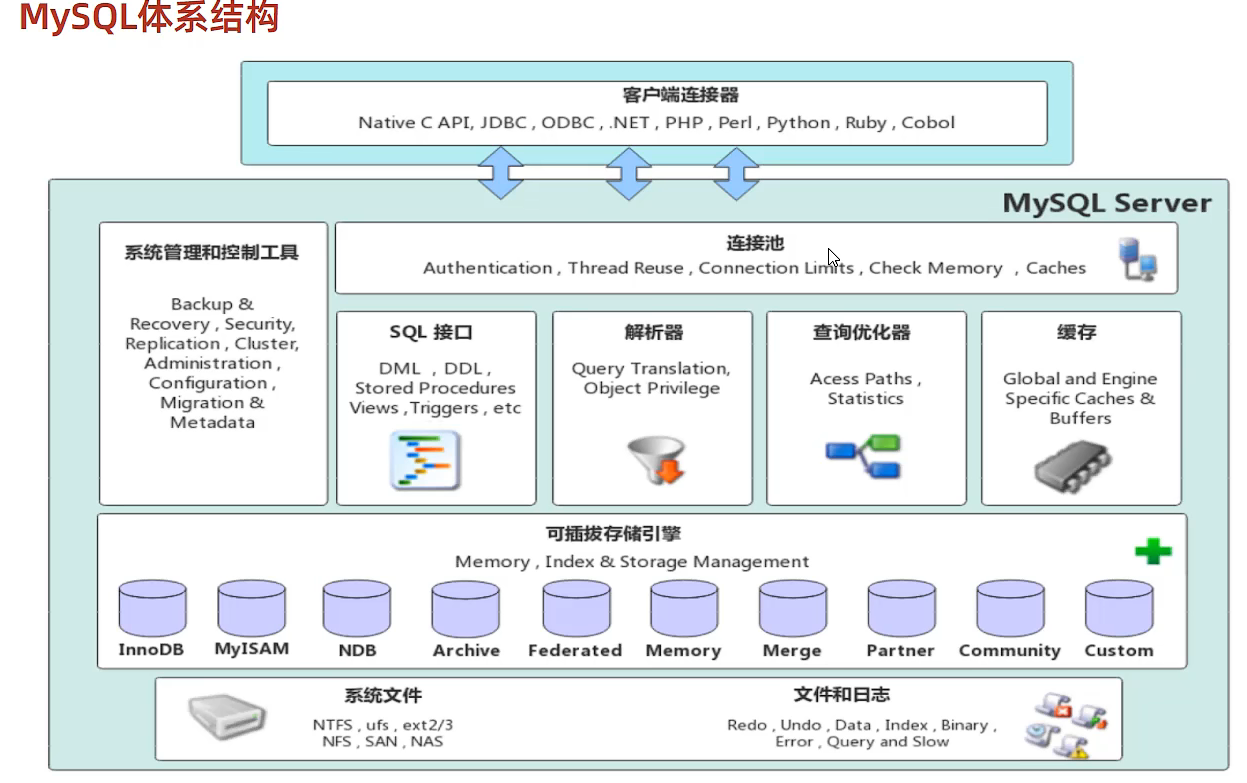 MySQL体系结构
客户端连接器
Native C API, JDBC , ODBC , .NET , PHP , Perl , Python , Ruby , Cobol
MySQL Server
系统管理和控制工具
Backup &
Recovery , Security,
Replication , Cluster,
Administration ,
Configuration ,
Migration &
Metadata
连接池
Authentication , Thread Reuse , Connection Limits , Check Memory , Caches
SQL 接口
DML , DDL ,
Stored Procedures
Views ,Triggers , etc
解析器
Query Translation,
Object Privilege
查询优化器
Acess Paths ,
Statistics
缓存
Global and Engine
Specific Caches &
Buffers
可插拔存储引擎
Memory , Index & Storage Management
InnoDB MyISAM NDB Archive Federated Memory Merge Partner Community Custom
系统文件
NTFS , ufs , ext2/3
NFS , SAN , NAS
文件和日志
Redo , Undo , Data , Index , Binary ,
Error , Query and Slow